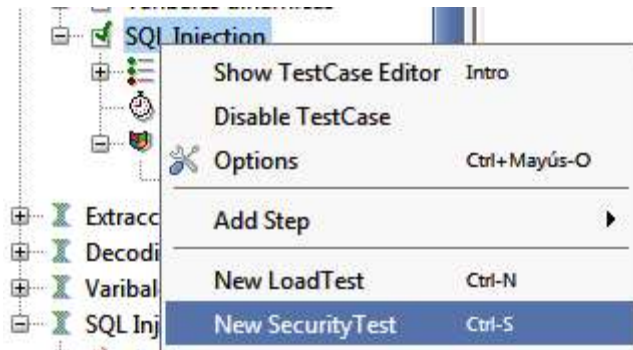 SQL Injection
Show TestCase Editor Intro
Disable TestCase
Options Ctrl+Mayús-O
Extracc
Add Step
Decodi
Varibal
New LoadTest Ctrl-N
SQL Inj
New SecurityTest Ctrl-S